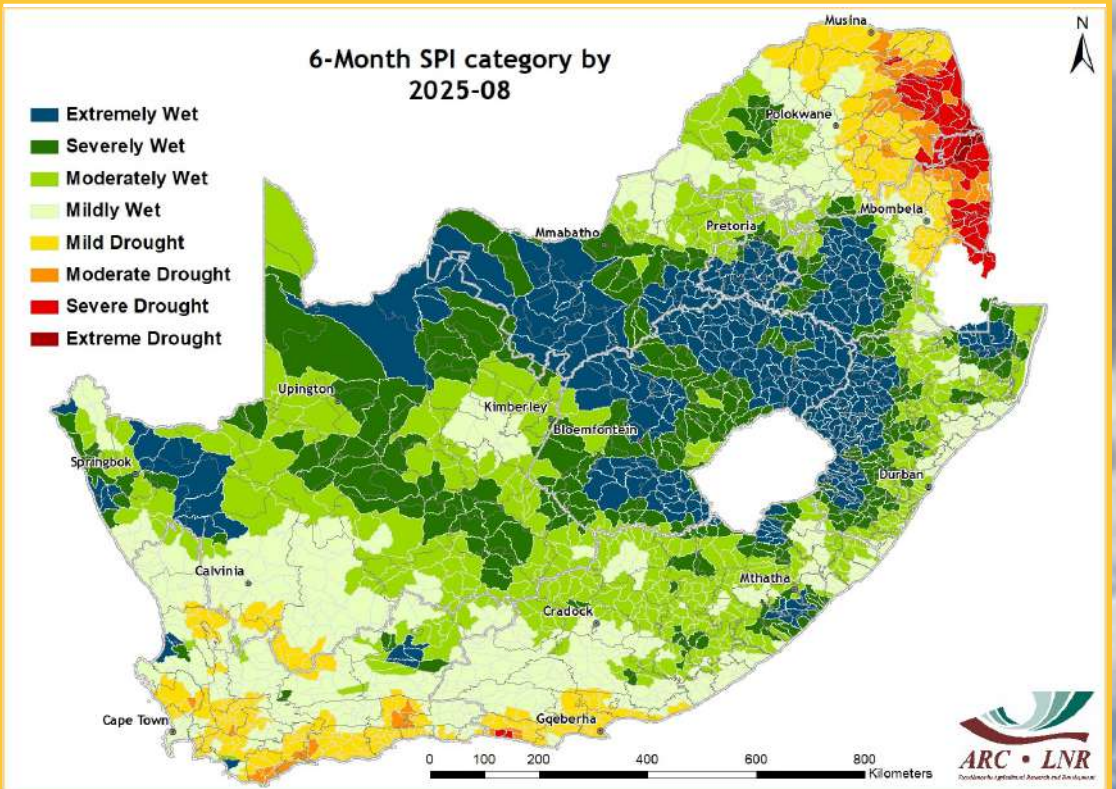 6-Month SPI category by
2025-08
N
Extremely Wet
Severely Wet
Moderately Wet
Mildly Wet
Mild Drought
Moderate Drought
Severe Drought
Extreme Drought
Musina
Polokwane
Mbombela
Pretoria
Mmabatho
Upington
Kimberley
Bloemfontein
Springbok
Durban
Calvinia
Mthatha
Cradock
Cape Town
Gqeberha
0 100 200 400 600 800
Kilometers
ARC • LNR